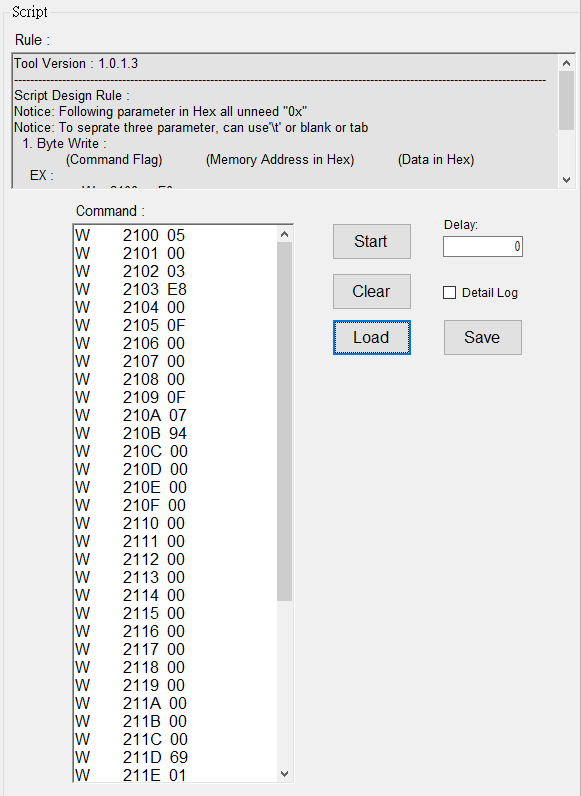 Script
Rule :
Tool Version : 1.0.1.3
Script Design Rule :
Notice: Following parameter in Hex all unneed "0x"
Notice: To seprate three parameter, can use'\t' or blank or tab
1. Byte Write :
(Command Flag) (Memory Address in Hex) (Data in Hex)
EX :
Command :
W 2100 05
W 2101 00
W 2102 03
W 2103 E8
W 2104 00
W 2105 0F
W 2106 00
W 2107 00
W 2108 00
W 2109 0F
W 210A 07
W 210B 94
W 210C 00
W 210D 00
W 210E 00
W 210F 00
W 2110 00
W 2111 00
W 2112 00
W 2113 00
W 2114 00
W 2115 00
W 2116 00
W 2117 00
W 2118 00
W 2119 00
W 211A 00
W 211B 00
W 211C 00
W 211D 69
W 211E 01
Start
Delay:
0
Clear
Detail Log
Load
Save